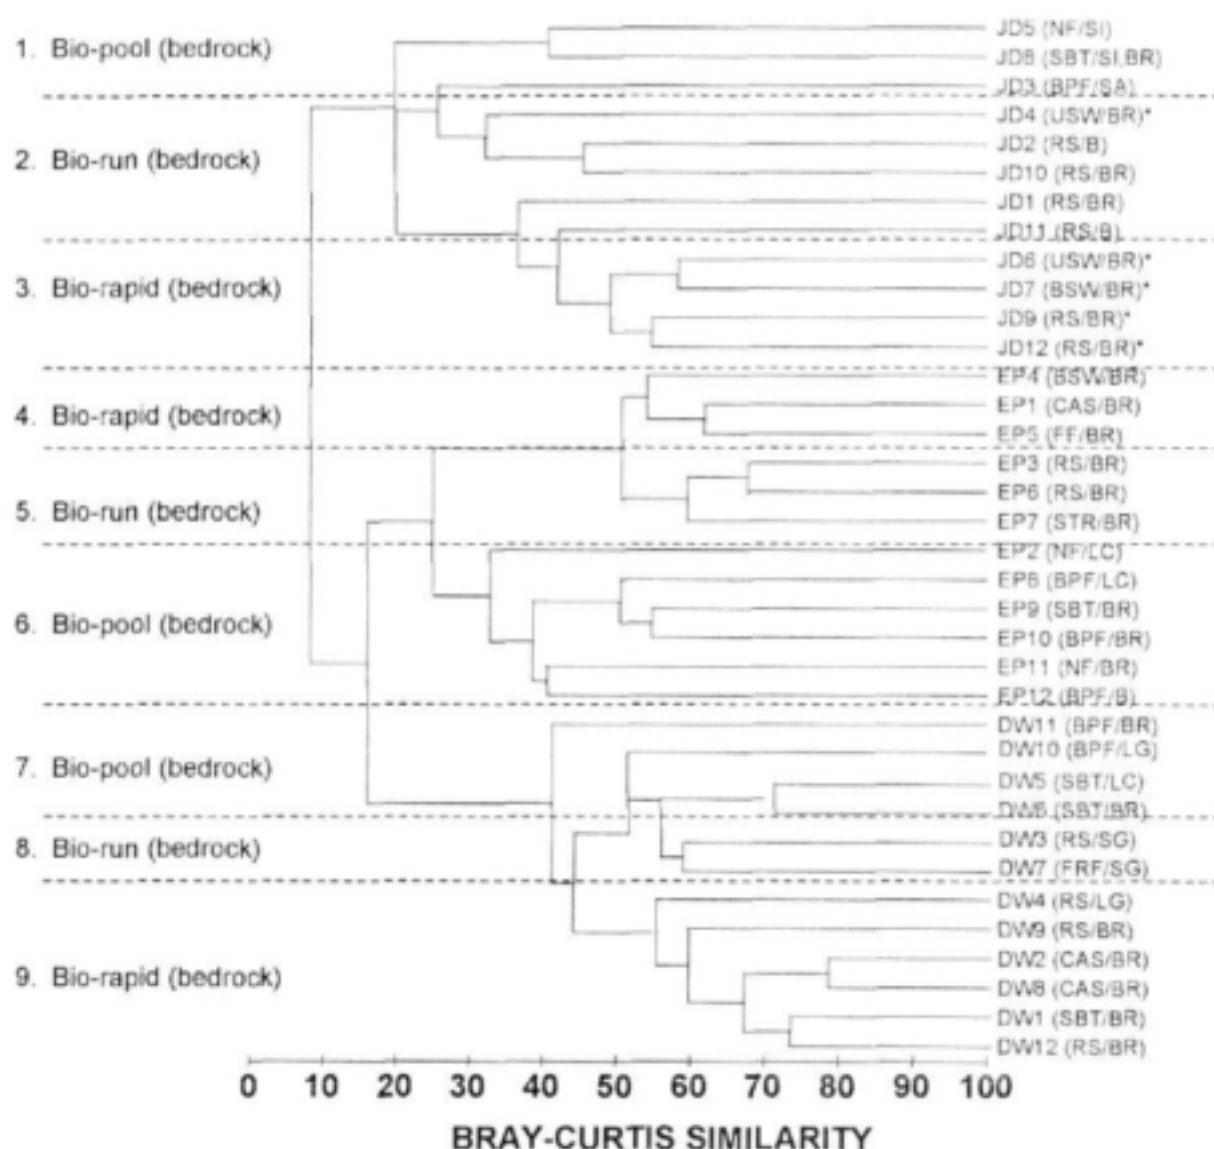 1. Bio-pool (bedrock)
2. Bio-run (bedrock)
3. Bio-rapid (bedrock)
4. Bio-rapid (bedrock)
5. Bio-run (bedrock)
6. Bio-pool (bedrock)
7. Bio-pool (bedrock)
8. Bio-run (bedrock)
9. Bio-rapid (bedrock)
JD5 (NF/SI)
JD8 (SBT/SI,BR)
JD3 (BPF/SA)
JD4 (USW/BR)*
JD2 (RS/B)
JD10 (RS/BR)
JD1 (RS/BR)
JD11 (RS/B)
JD6 (USW/BR)*
JD7 (BSW/BR)*
JD9 (RS/BR)*
JD12 (RS/BR)*
EP4 (BSW/BR)
EP1 (CAS/BR)
EP5 (FF/BR)
EP3 (RS/BR)
EP6 (RS/BR)
EP7 (STR/BR)
EP2 (NF/LC)
EP8 (BPF/LC)
EP9 (SBT/BR)
EP10 (BPF/BR)
EP11 (NF/BR)
EP12 (BPF/B)
DW11 (BPF/BR)
DW10 (BPF/LG)
DW5 (SBT/LC)
DW6 (SBT/BR)
DW3 (RS/SG)
DW7 (FRF/SG)
DW4 (RS/LG)
DW9 (RS/BR)
DW2 (CAS/BR)
DW8 (CAS/BR)
DW1 (SBT/BR)
DW12 (RS/BR)
0 10 20 30 40 50 60 70 80 90 100
BRAY-CURTIS SIMILARITY